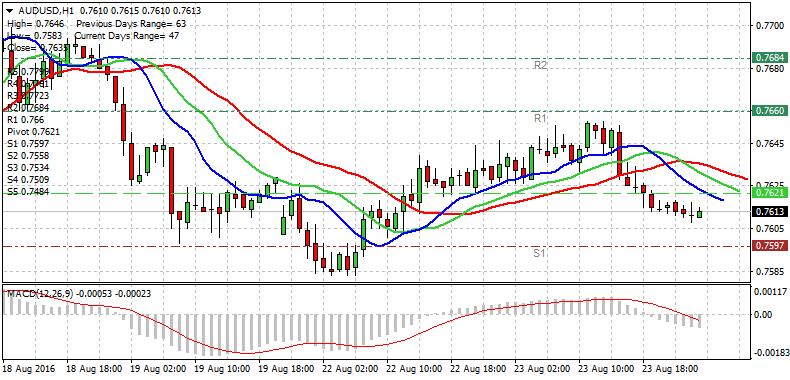 AUDUSD,H1 0.7610 0.7615 0.7610 0.7613
High= 0.7646 Previous Days Range= 63
Low= 0.7583 Current Days Range= 47
Close= 0.7635
R5 0.7799
R4 0.7761
R3 0.7723
R2 0.7684
R1 0.766
Pivot 0.7621
S1 0.7597
S2 0.7558
S3 0.7534
S4 0.7509
S5 0.7484
R2
R1
S1
0.7700
0.7684
0.7680
0.7660
0.7645
0.7625
0.7621
0.7613
0.7605
0.7597
0.7585
MACD(12,26,9) -0.00053 -0.00023
0.00117
0.00
-0.00183
18 Aug 2016
18 Aug 18:00
19 Aug 02:00
19 Aug 10:00
19 Aug 18:00
22 Aug 02:00
22 Aug 10:00
22 Aug 18:00
23 Aug 02:00
23 Aug 10:00
23 Aug 18:00